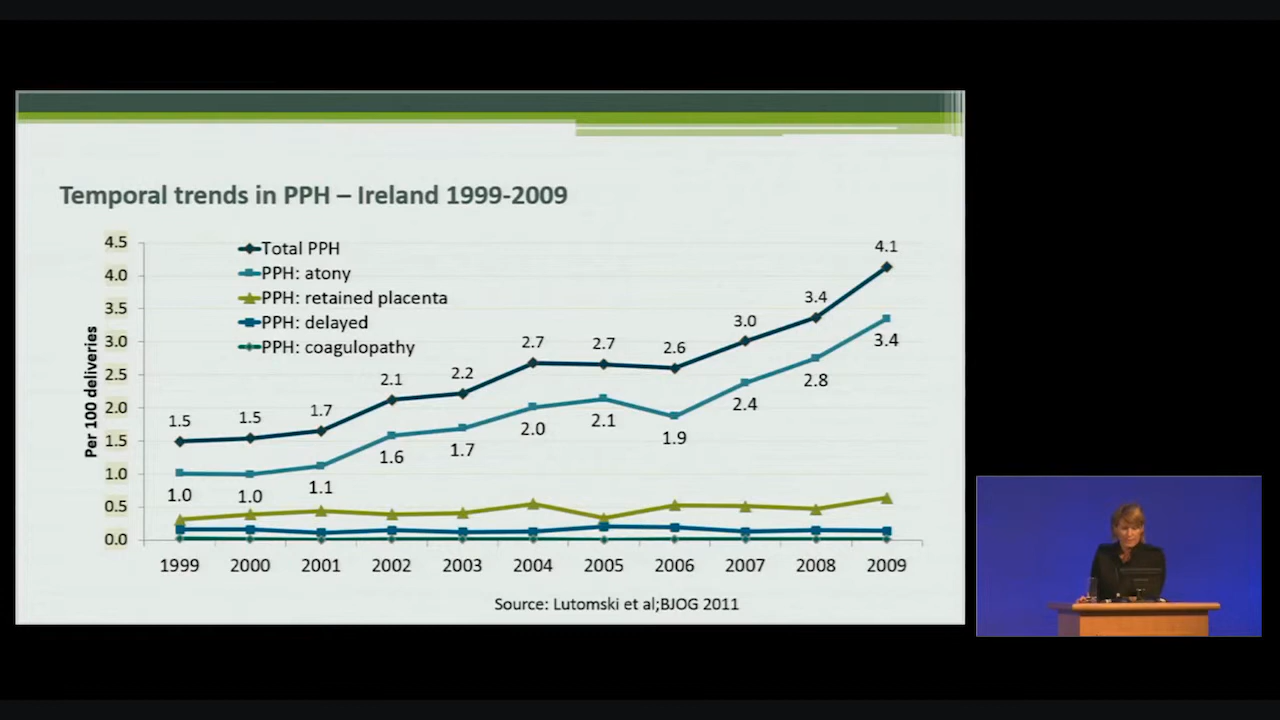 Temporal trends in PPH – Ireland 1999-2009
Total PPH
PPH: atony
PPH: retained placenta
PPH: delayed
PPH: coagulopathy
Per 100 deliveries
4.5
4.0
3.5
3.0
2.5
2.0
1.5
1.0
0.5
0.0
1.5 1.5 1.7 2.1 2.2 2.7 2.7 2.6 3.0 3.4 4.1
1.0 1.0 1.1 1.6 1.7 2.0 2.1 1.9 2.4 2.8 3.4
1999 2000 2001 2002 2003 2004 2005 2006 2007 2008 2009
Source: Lutomski et al;BJOG 2011